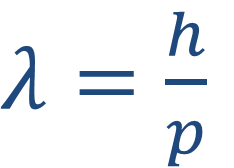 λ = h/p